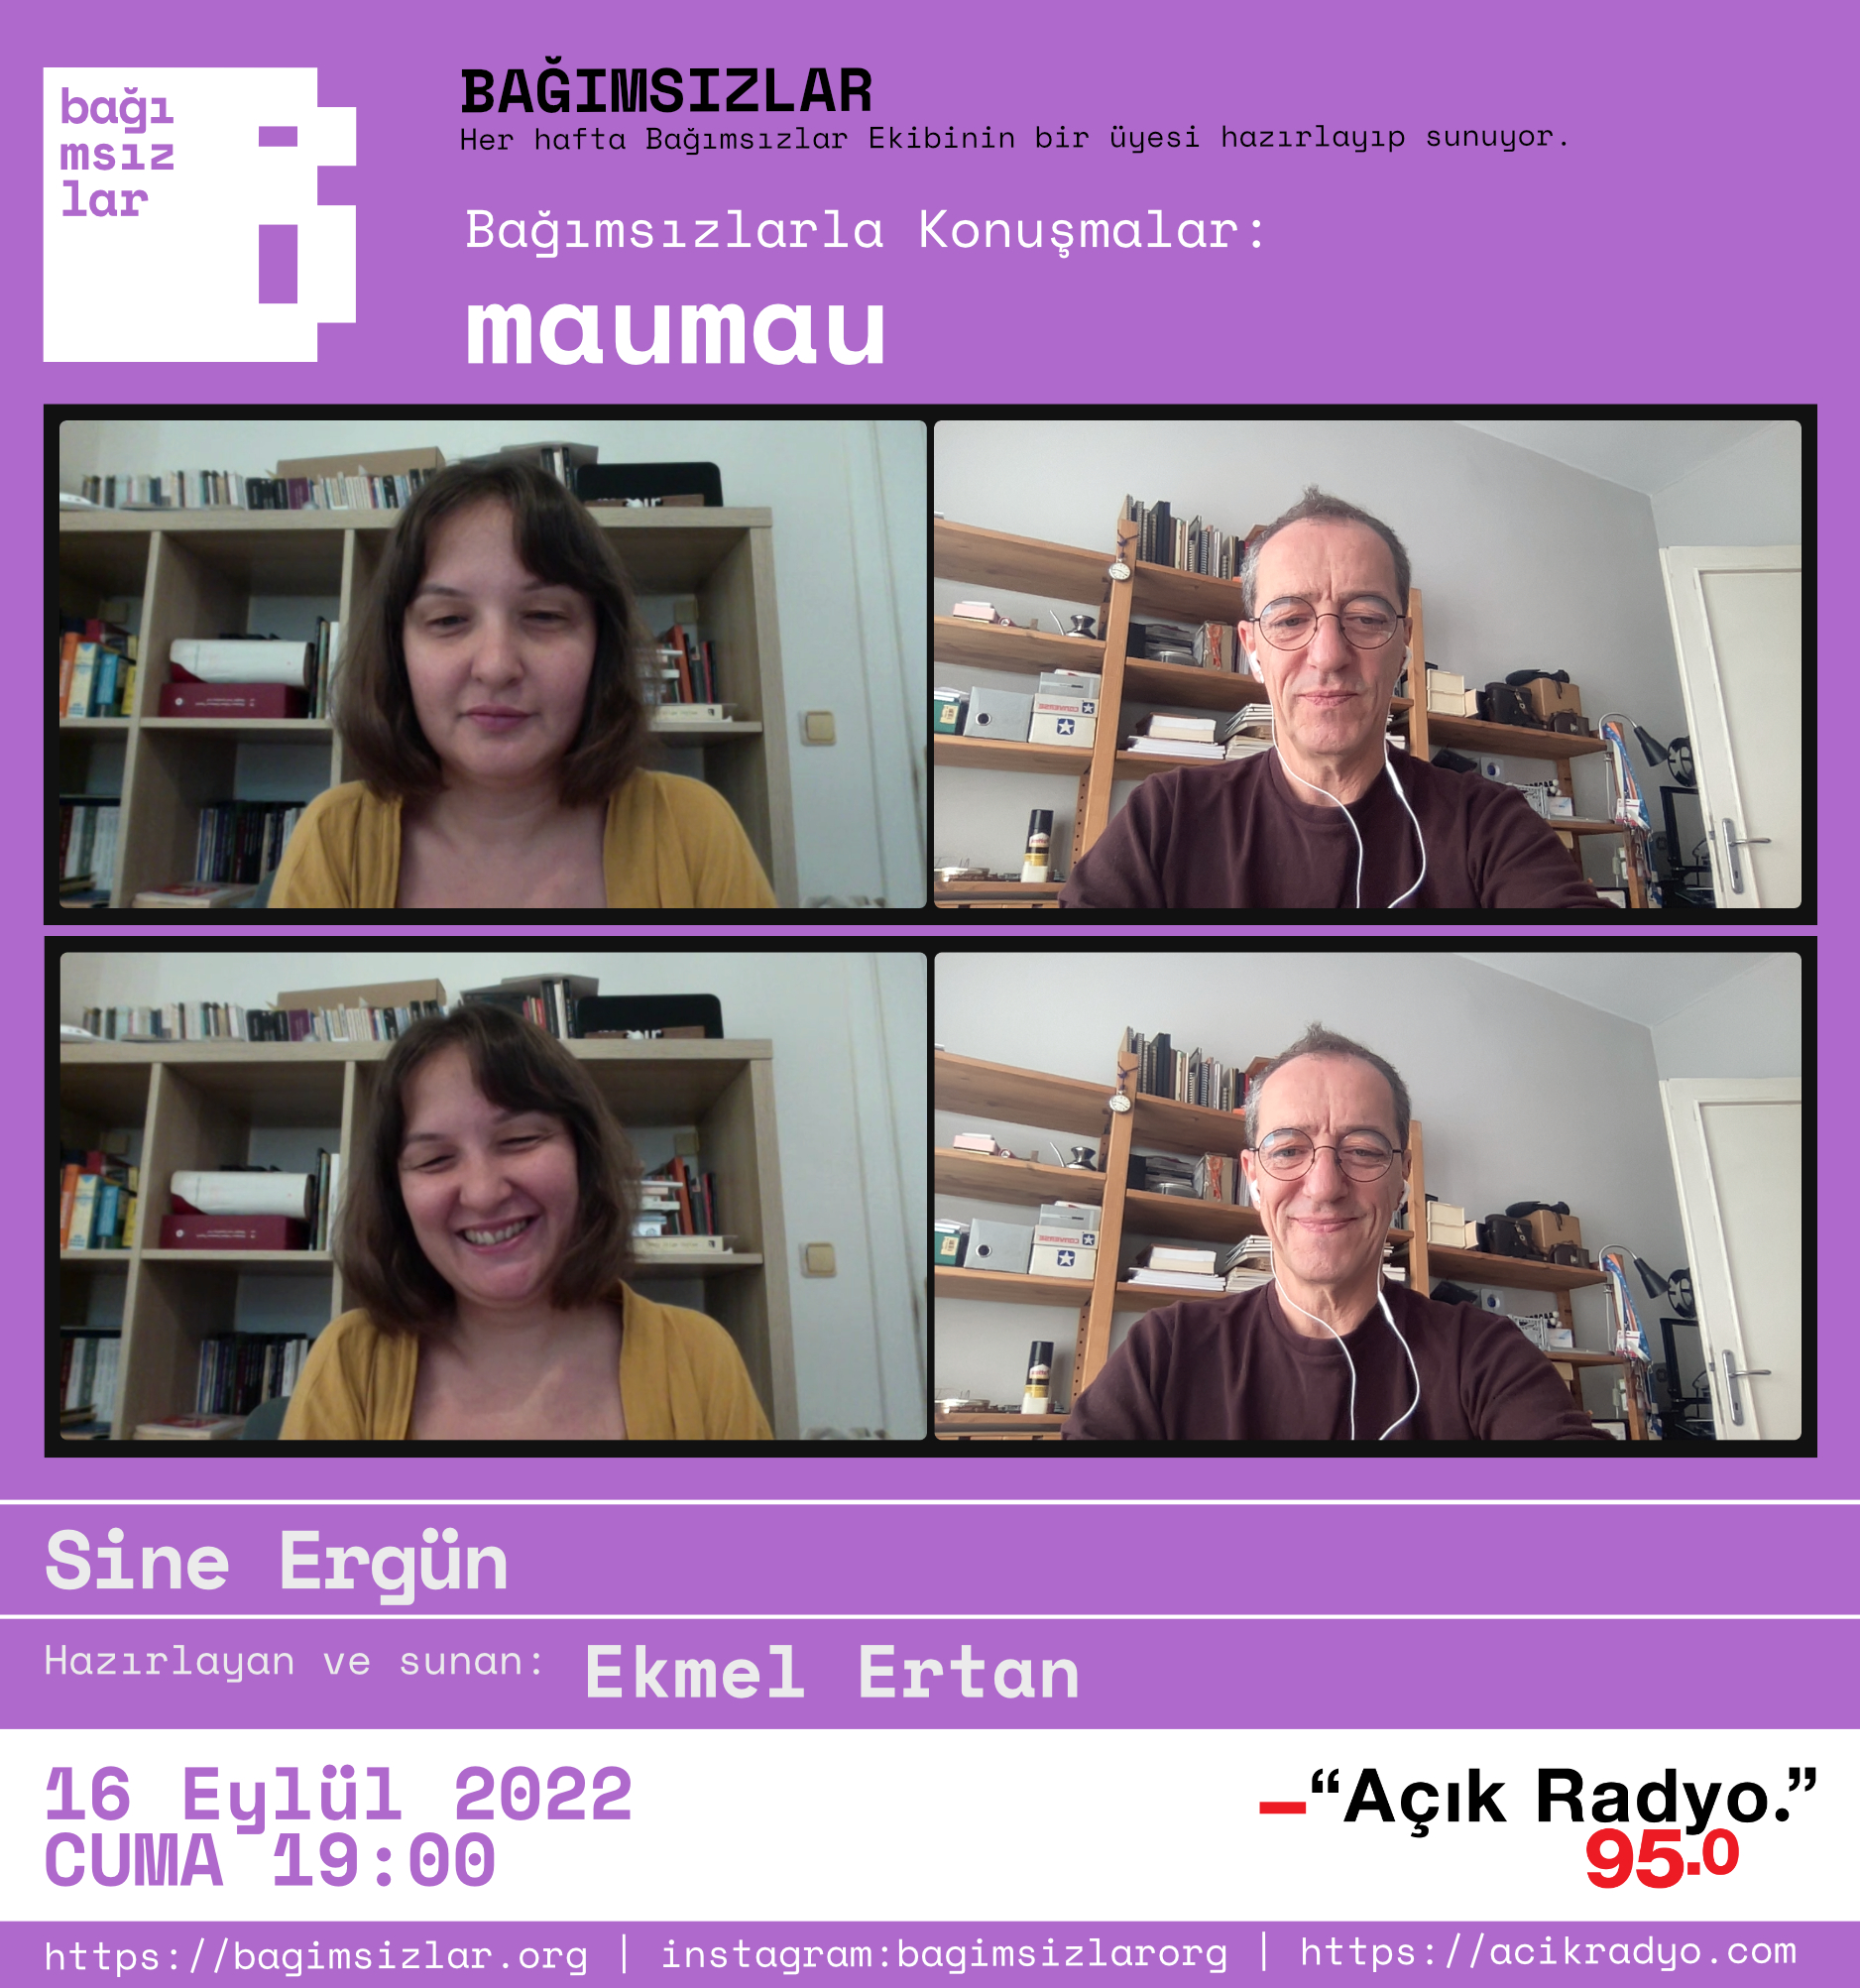 bağı
msız
lar
BAĞIMSIZLAR
Her hafta Bağımsızlar Ekibinin bir üyesi hazırlayıp sunuyor.
Bağımsızlarla Konuşmalar:
maumau
Sine Ergün
Hazırlayan ve sunan: Ekmel Ertan
16 Eylül 2022
CUMA 19:00
–“Açık Radyo.”
95.0
https://bagimsizlar.org | instagram:bagimsizlarorg | https://acikradyo.com